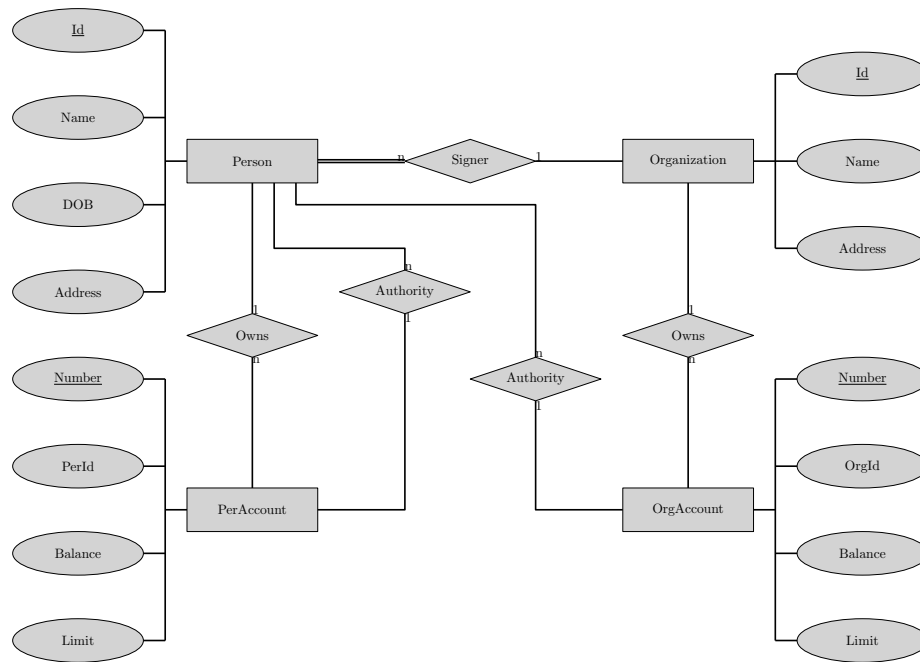 Id
Id
Name
Name
Person
n
Signer
1
Organization
DOB
Address
n
Authority
Address
1
1
1
Owns
Owns
n
n
n
Authority
1
Number
Number
PerId
OrgId
PerAccount
OrgAccount
Balance
Balance
Limit
Limit